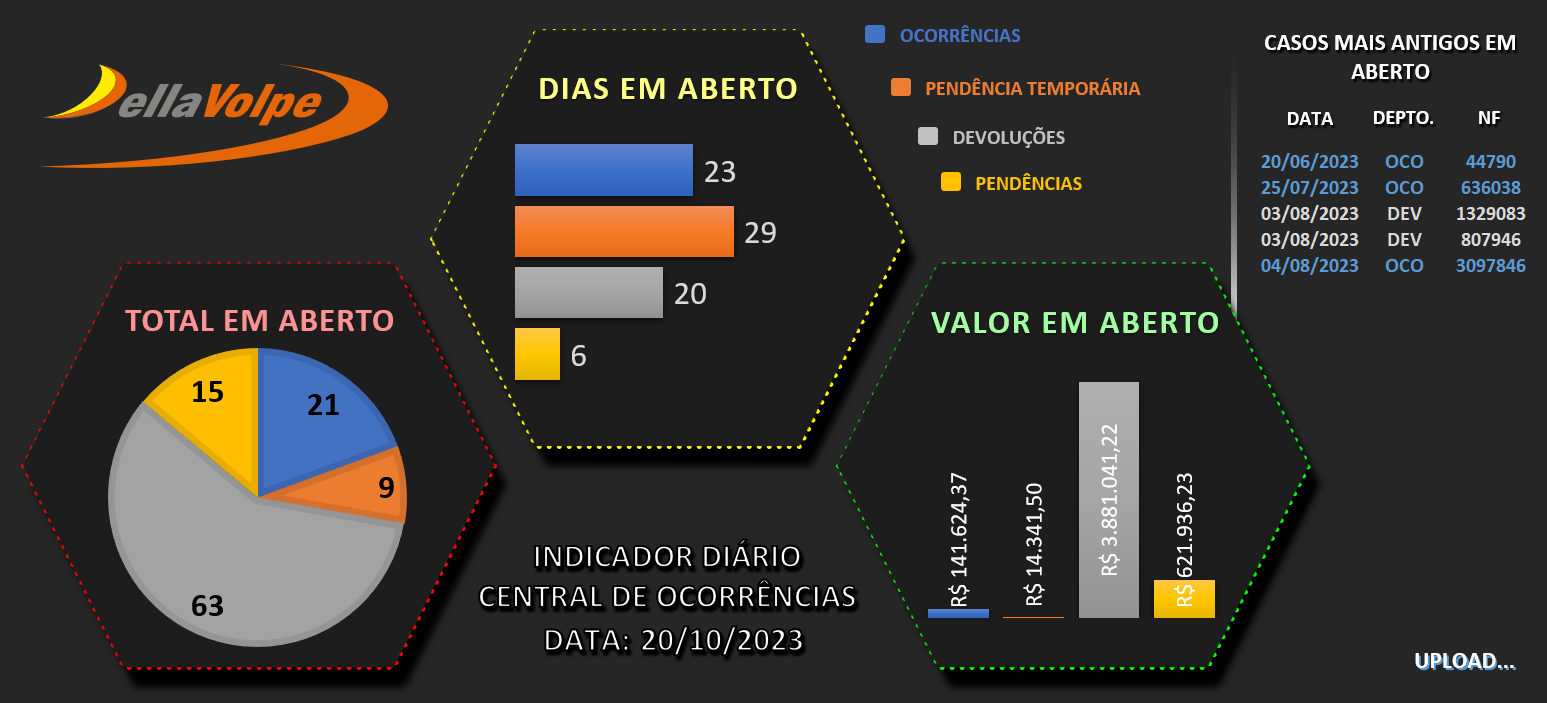 DellaVolpe
DIAS EM ABERTO
23
29
20
6
OCORRÊNCIAS
PENDÊNCIA TEMPORÁRIA
DEVOLUÇÕES
PENDÊNCIAS
CASOS MAIS ANTIGOS EM
ABERTO
DATA DEPTO. NF
20/06/2023 OCO 44790
25/07/2023 OCO 636038
03/08/2023 DEV 1329083
03/08/2023 DEV 807946
04/08/2023 OCO 3097846
TOTAL EM ABERTO
15
21
9
63
INDICADOR DIÁRIO
CENTRAL DE OCORRÊNCIAS
DATA: 20/10/2023
VALOR EM ABERTO
R$ 141.624,37
R$ 14.341,50
R$ 3.881.041,22
R$ 621.936,23
UPLOAD...